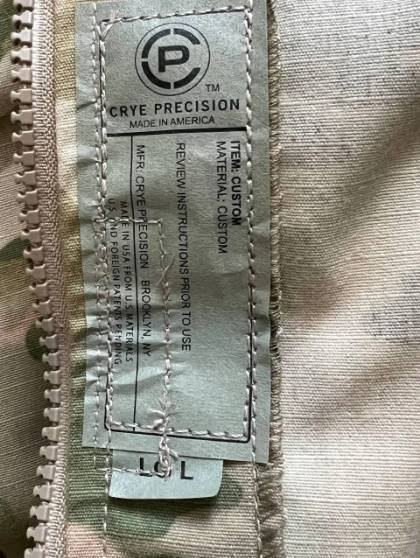 CP
TM
CRYE PRECISION
MADE IN AMERICA
ITEM: CUSTOM
MATERIAL: CUSTOM
REVIEW INSTRUCTIONS PRIOR TO USE
MFR: CRYE PRECISION BROOKLYN, NY
MADE IN USA FROM U.S. MATERIALS
U.S. AND FOREIGN PATENTS PENDING
L